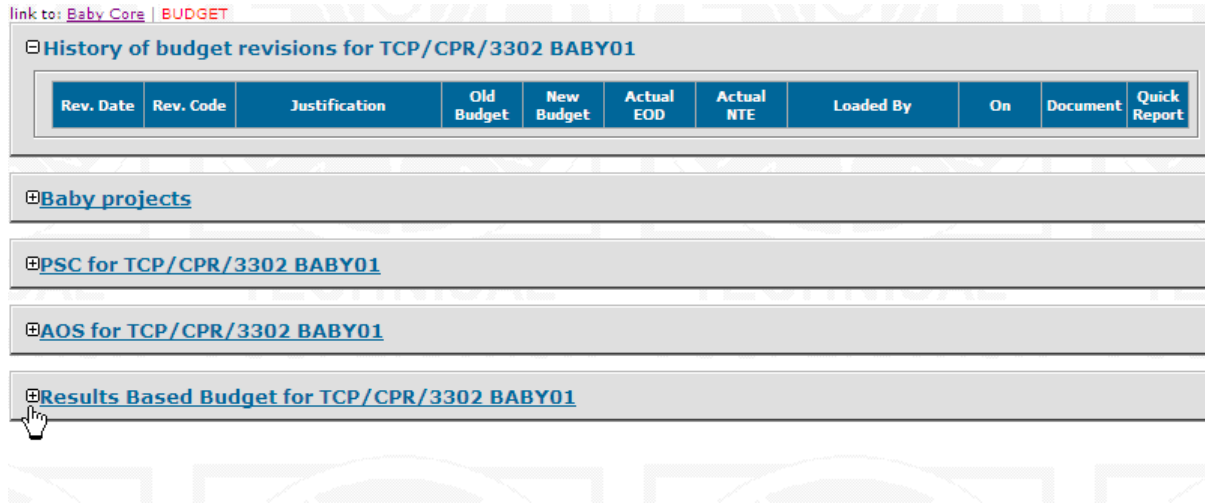 link to: Baby Core | BUDGET
History of budget revisions for TCP/CPR/3302 BABY01
Rev. Date Rev. Code Justification Old Budget New Budget Actual EOD Actual NTE Loaded By On Document Quick Report
Baby projects
PSC for TCP/CPR/3302 BABY01
AOS for TCP/CPR/3302 BABY01
Results Based Budget for TCP/CPR/3302 BABY01